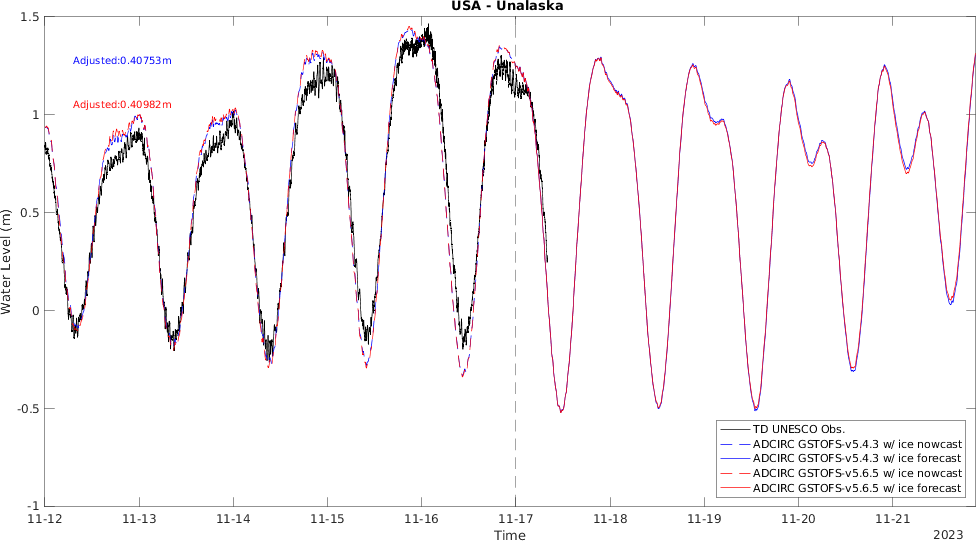 USA - Unalaska
1.5
1
0.5
0
-0.5
-1
Water Level (m)
Adjusted:0.40753m
Adjusted:0.40982m
TD UNESCO Obs.
ADCIRC GSTOFS-v5.4.3 w/ ice nowcast
ADCIRC GSTOFS-v5.4.3 w/ ice forecast
ADCIRC GSTOFS-v5.6.5 w/ ice nowcast
ADCIRC GSTOFS-v5.6.5 w/ ice forecast
11-12 11-13 11-14 11-15 11-16 11-17 11-18 11-19 11-20 11-21
Time
2023